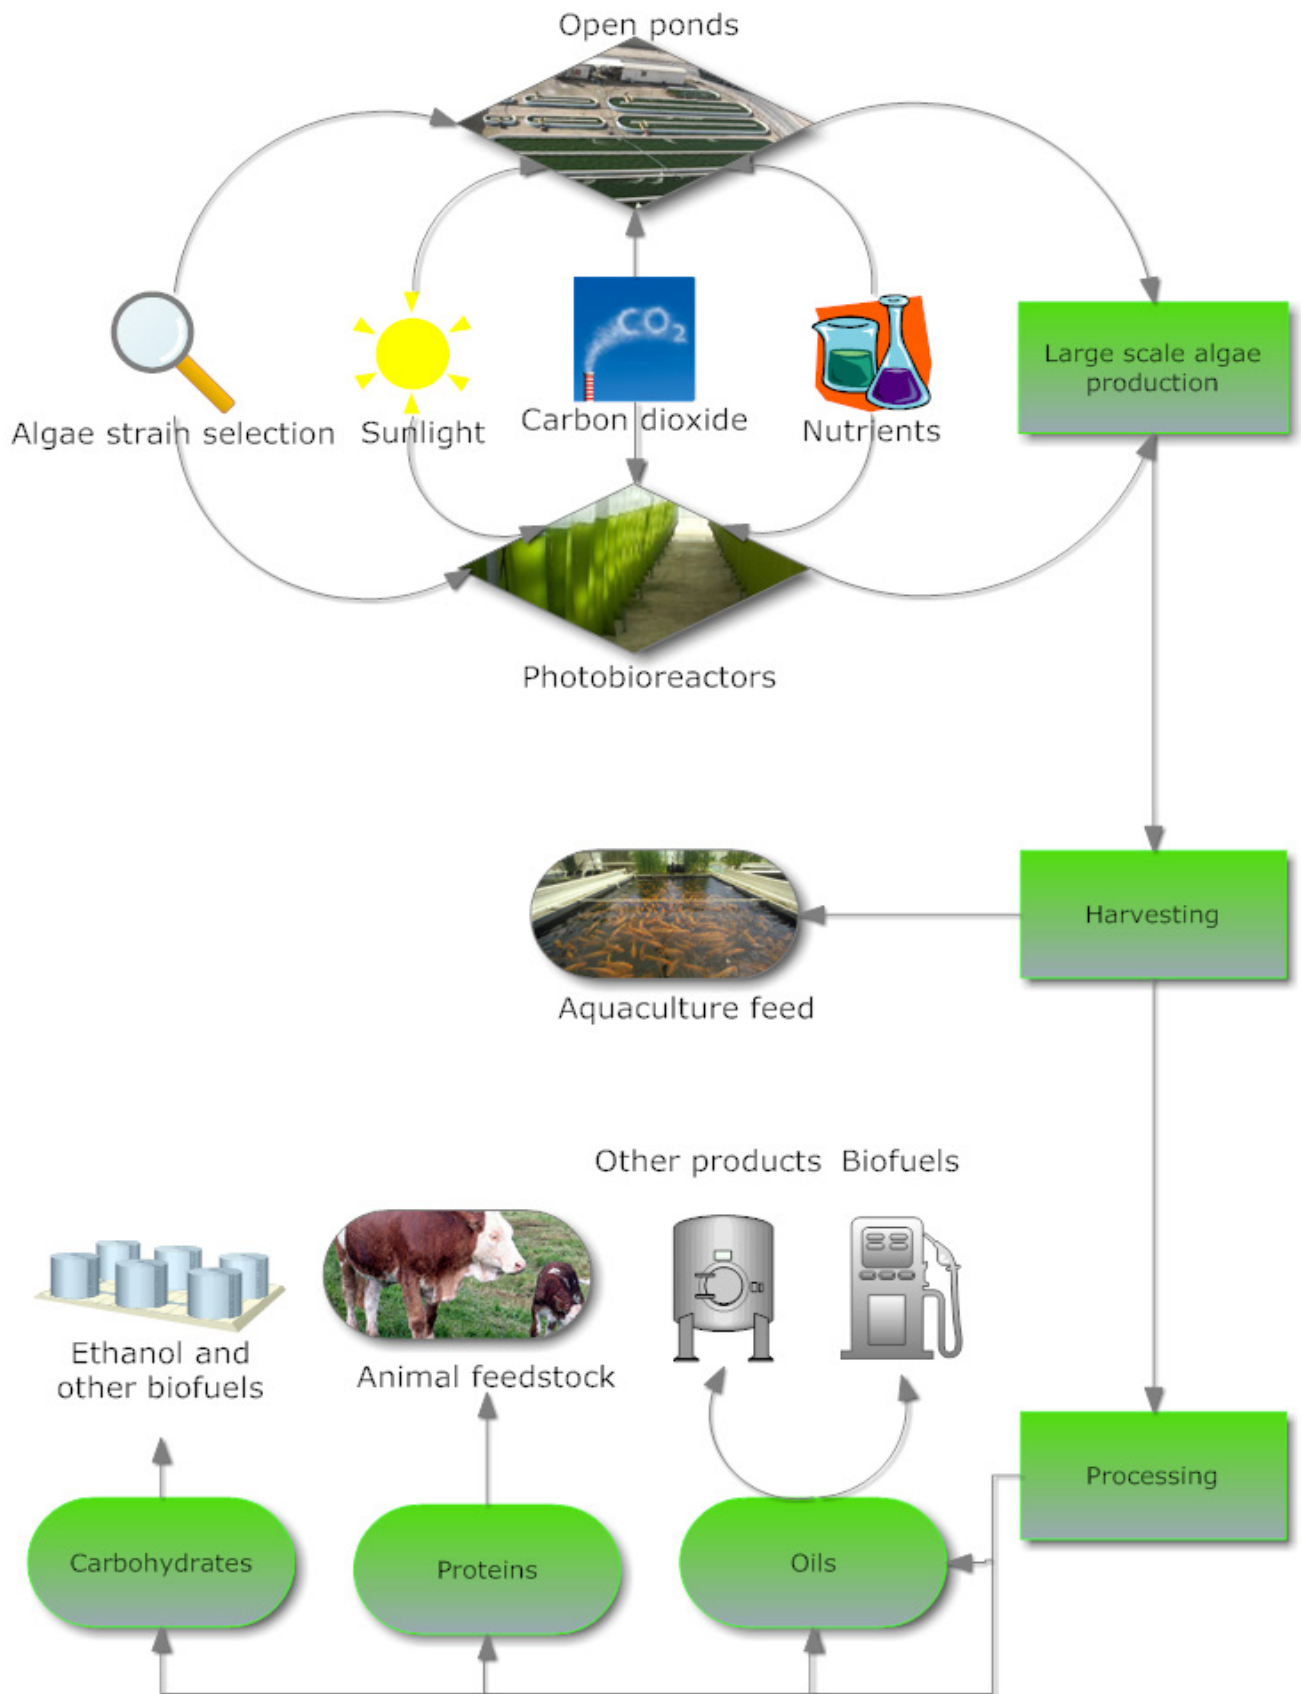 Open ponds
CO2
Large scale algae
production
Algae strain selection
Sunlight
Carbon dioxide
Nutrients
Photobioreactors
Harvesting
Aquaculture feed
Other products
Biofuels
Ethanol and
other biofuels
Animal feedstock
Processing
Carbohydrates
Proteins
Oils